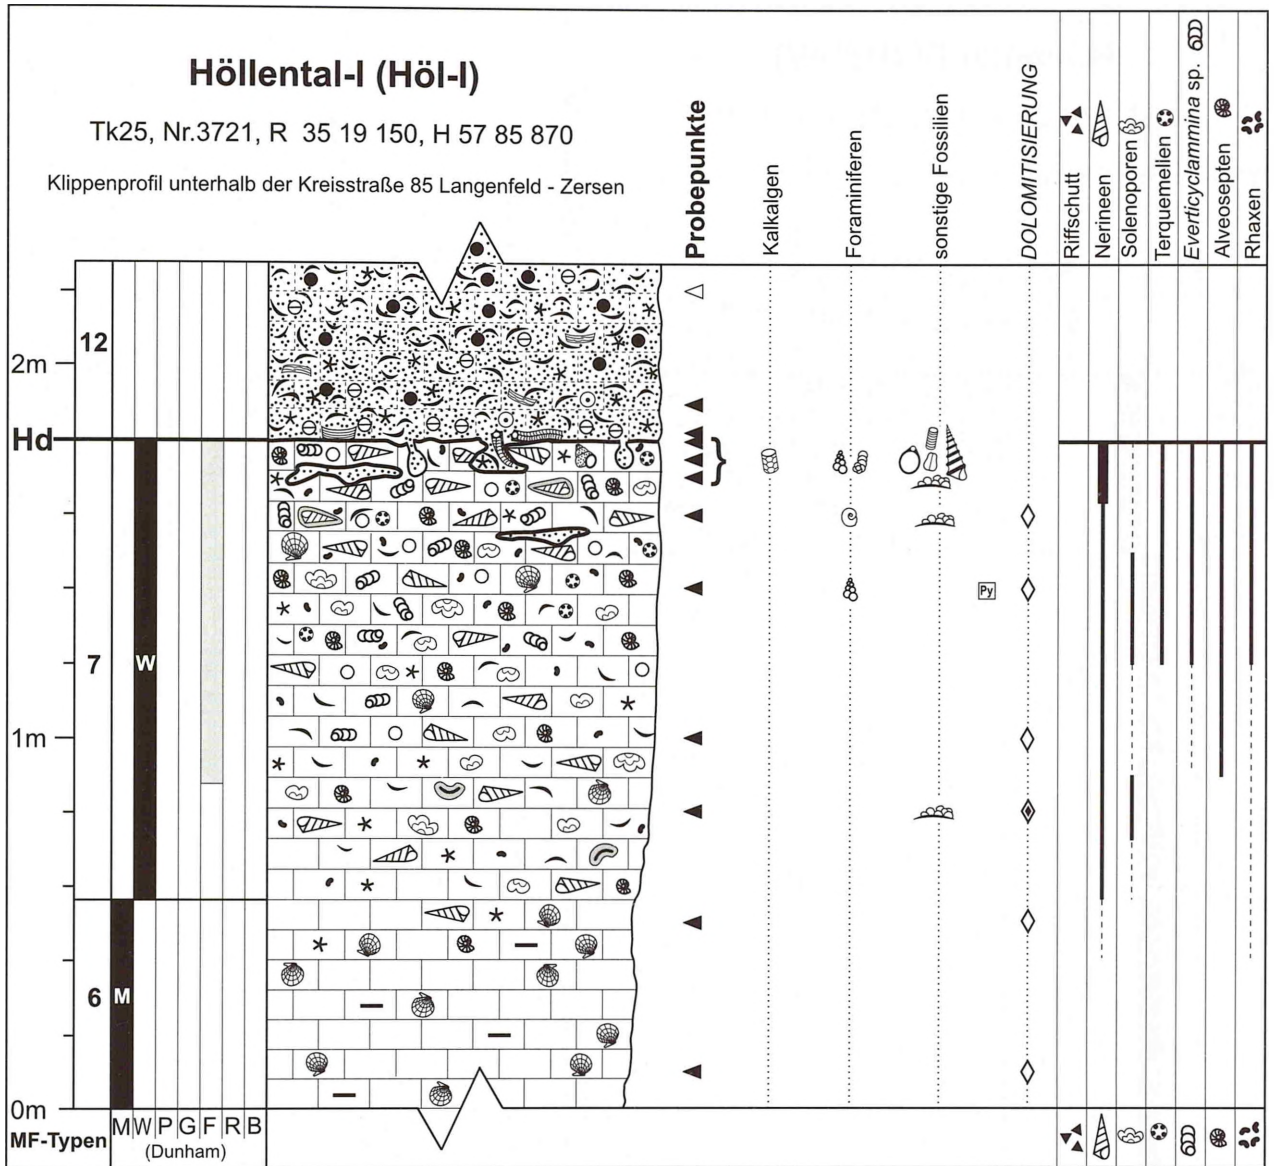 Höllental-I (Höl-I)
Tk25, Nr.3721, R 35 19 150, H 57 85 870
Klippenprofil unterhalb der Kreisstraße 85 Langenfeld - Zersen
Probepunkte
Kalkalgen
Foraminiferen
sonstige Fossilien
DOLOMITISIERUNG
Riffschutt
Nerineen
Solenoporen
Terquemellen
Everticyclammina sp.
Alveosepten
Rhaxen
12
2m
Hd
Py
7
W
1m
6
M
0m
M W P G F R B
MF-Typen
(Dunham)